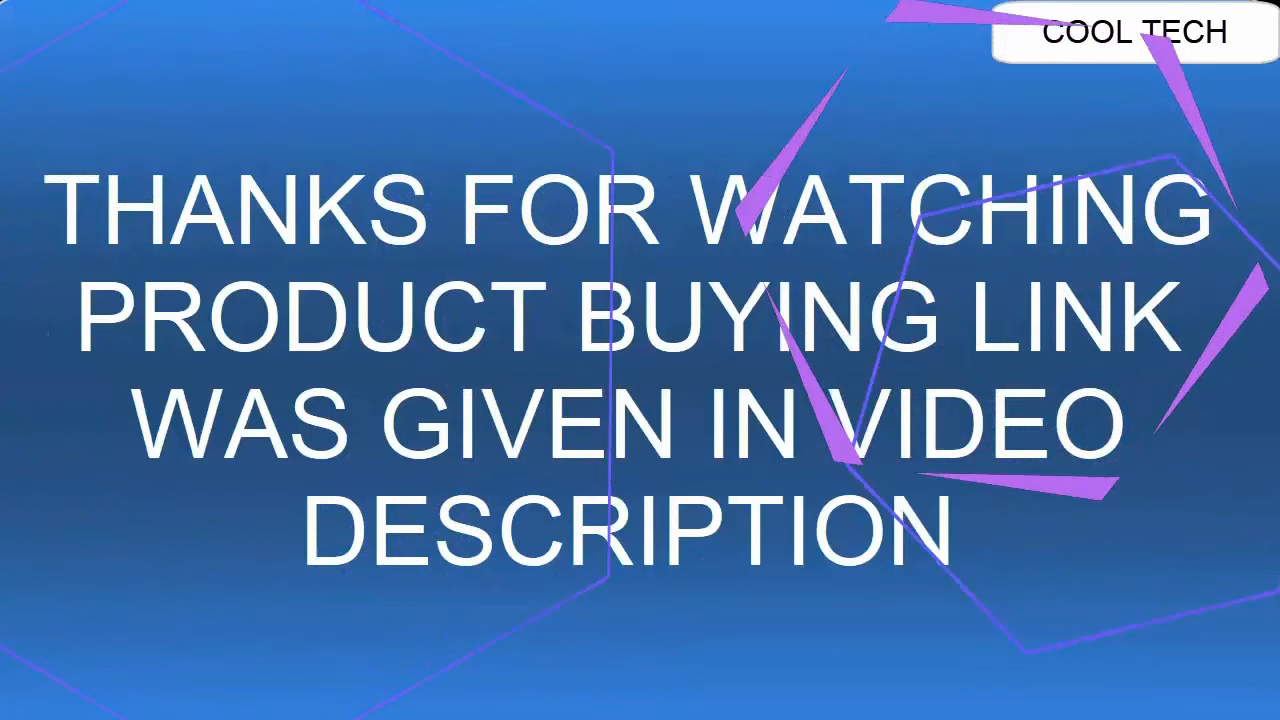 COOL TECH
THANKS FOR WATCHING
PRODUCT BUYING LINK
WAS GIVEN IN VIDEO
DESCRIPTION